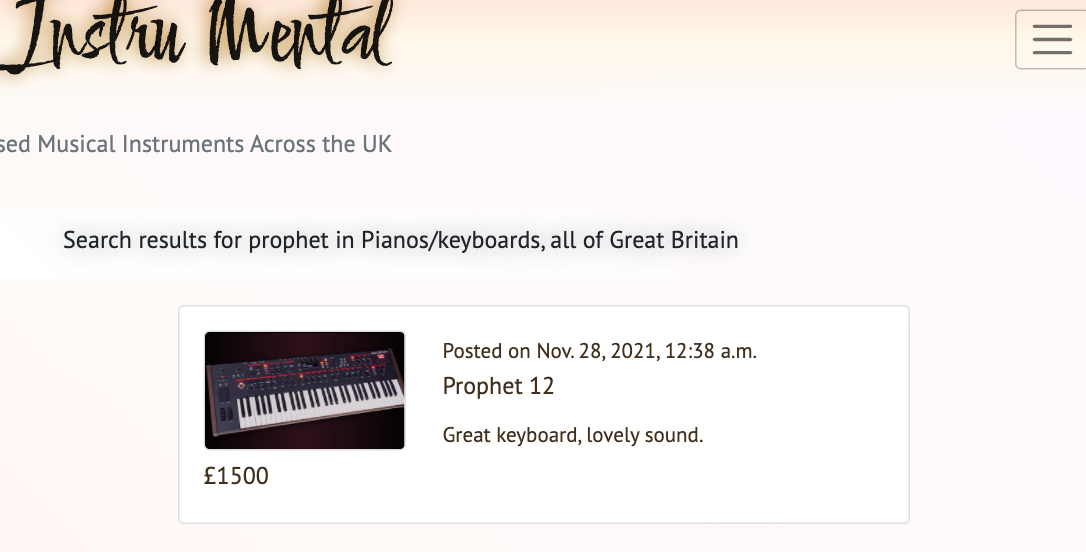 Instru Mental
sed Musical Instruments Across the UK
Search results for prophet in Pianos/keyboards, all of Great Britain
Posted on Nov. 28, 2021, 12:38 a.m.
Prophet 12
Great keyboard, lovely sound.
£1500